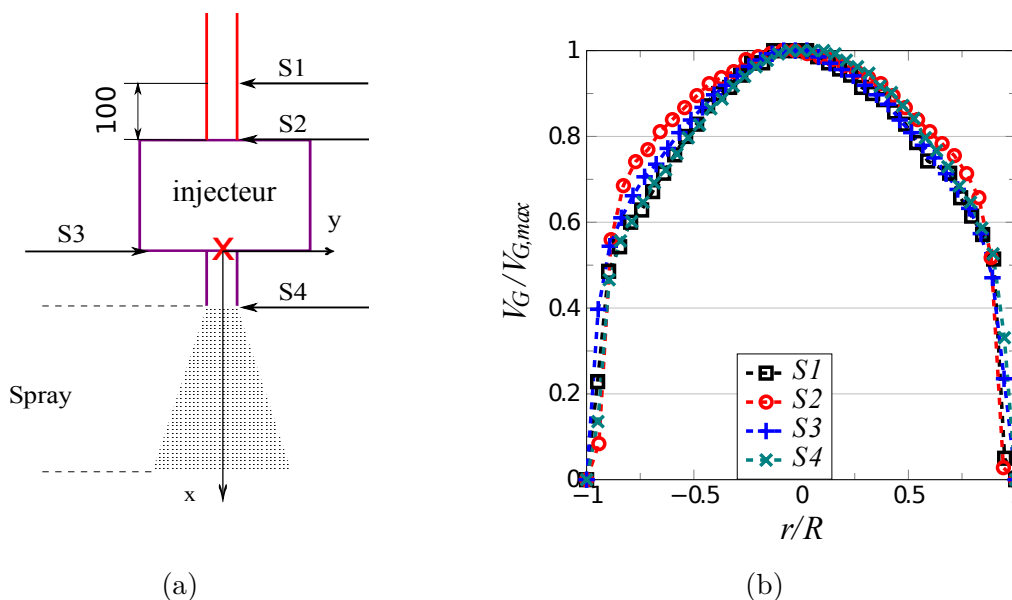 100
S1
S2
injecteur
S3
y
S4
Spray
x
(a)
V_G/V_{G,max}
1
0.8
0.6
0.4
0.2
0
−1
−0.5
0
0.5
r/R
S1
S2
S3
S4
(b)